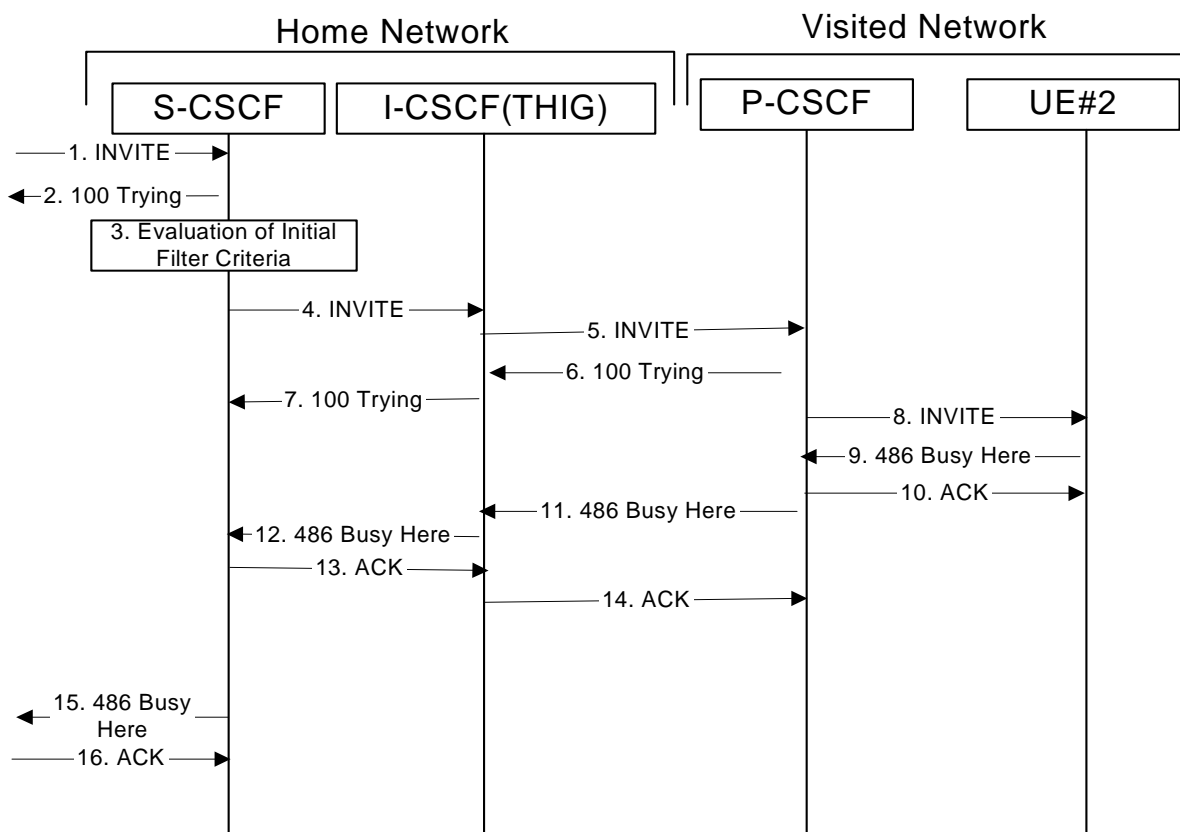 Home Network
Visited Network
S-CSCF
I-CSCF(THIG)
P-CSCF
UE#2
1. INVITE
2. 100 Trying
3. Evaluation of Initial
Filter Criteria
4. INVITE
5. INVITE
6. 100 Trying
7. 100 Trying
8. INVITE
9. 486 Busy Here
10. ACK
11. 486 Busy Here
12. 486 Busy Here
13. ACK
14. ACK
15. 486 Busy
Here
16. ACK